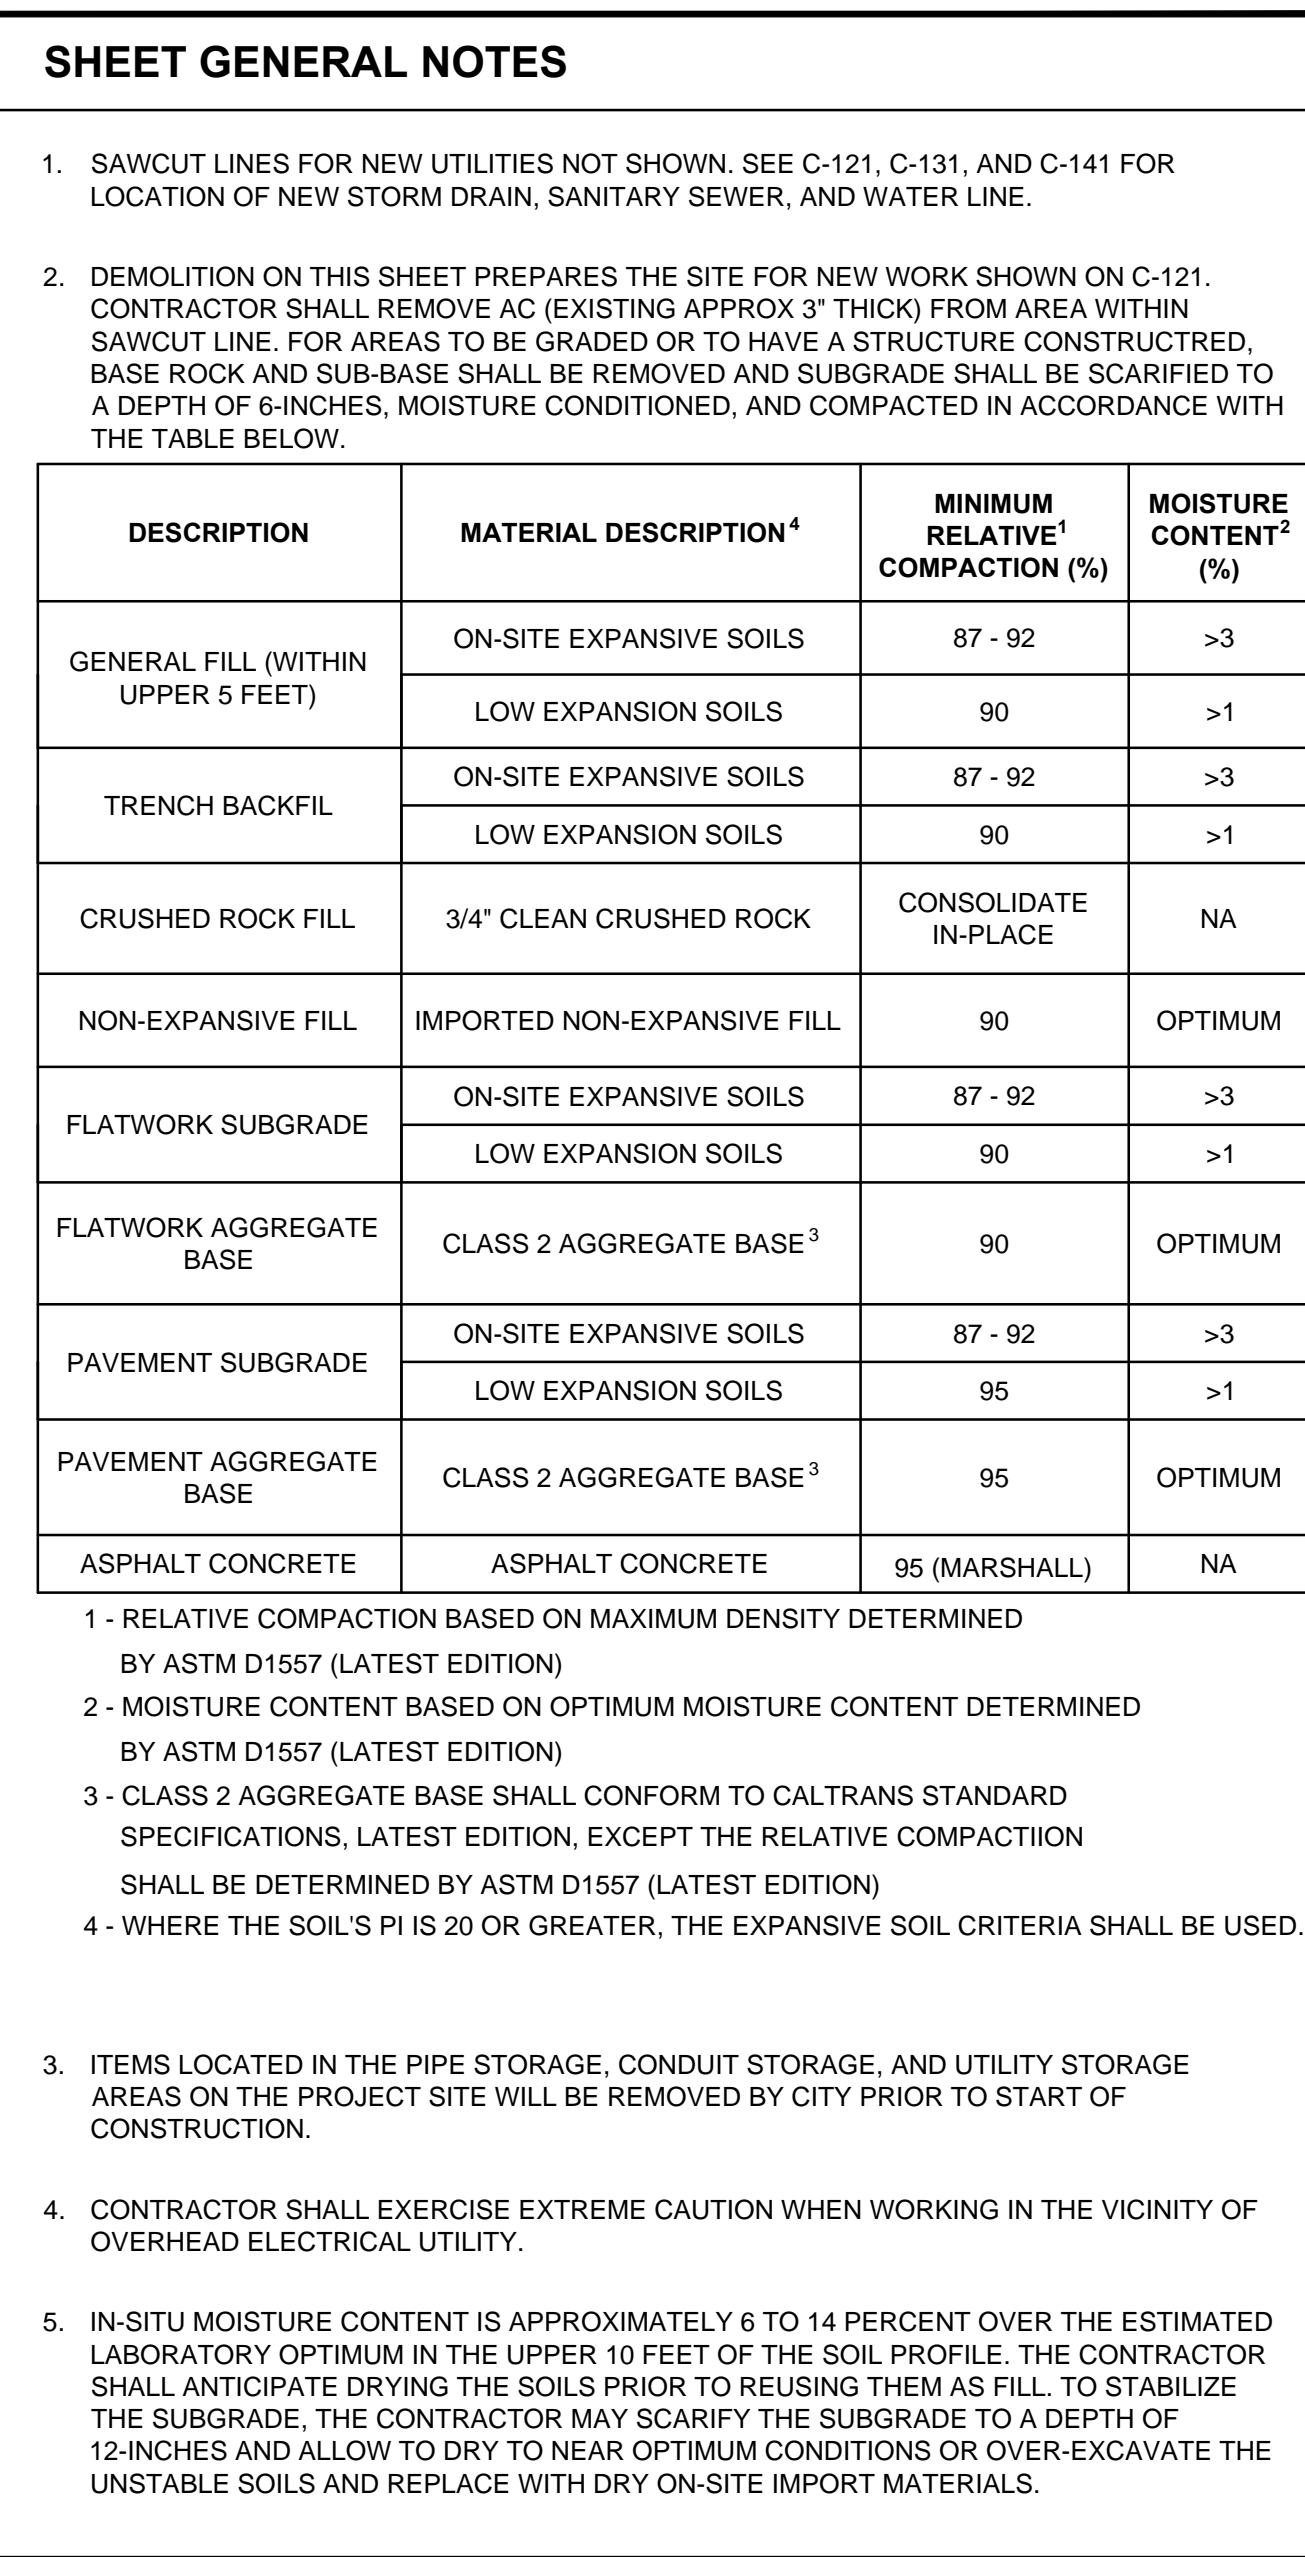 SHEET GENERAL NOTES
1. SAWCUT LINES FOR NEW UTILITIES NOT SHOWN. SEE C-121, C-131, AND C-141 FOR
LOCATION OF NEW STORM DRAIN, SANITARY SEWER, AND WATER LINE.
2. DEMOLITION ON THIS SHEET PREPARES THE SITE FOR NEW WORK SHOWN ON C-121.
CONTRACTOR SHALL REMOVE AC (EXISTING APPROX 3" THICK) FROM AREA WITHIN
SAWCUT LINE. FOR AREAS TO BE GRADED OR TO HAVE A STRUCTURE CONSTRUCTRED,
BASE ROCK AND SUB-BASE SHALL BE REMOVED AND SUBGRADE SHALL BE SCARIFIED TO
A DEPTH OF 6-INCHES, MOISTURE CONDITIONED, AND COMPACTED IN ACCORDANCE WITH
THE TABLE BELOW.
DESCRIPTION
MATERIAL DESCRIPTION 4
MINIMUM
RELATIVE1
COMPACTION (%)
MOISTURE
CONTENT2
(%)
GENERAL FILL (WITHIN
UPPER 5 FEET)
ON-SITE EXPANSIVE SOILS
87 - 92
>3
LOW EXPANSION SOILS
90
>1
TRENCH BACKFIL
ON-SITE EXPANSIVE SOILS
87 - 92
>3
LOW EXPANSION SOILS
90
>1
CRUSHED ROCK FILL
3/4" CLEAN CRUSHED ROCK
CONSOLIDATE
IN-PLACE
NA
NON-EXPANSIVE FILL
IMPORTED NON-EXPANSIVE FILL
90
OPTIMUM
FLATWORK SUBGRADE
ON-SITE EXPANSIVE SOILS
87 - 92
>3
LOW EXPANSION SOILS
90
>1
FLATWORK AGGREGATE
BASE
CLASS 2 AGGREGATE BASE 3
90
OPTIMUM
PAVEMENT SUBGRADE
ON-SITE EXPANSIVE SOILS
87 - 92
>3
LOW EXPANSION SOILS
95
>1
PAVEMENT AGGREGATE
BASE
CLASS 2 AGGREGATE BASE 3
95
OPTIMUM
ASPHALT CONCRETE
ASPHALT CONCRETE
95 (MARSHALL)
NA
1 - RELATIVE COMPACTION BASED ON MAXIMUM DENSITY DETERMINED
BY ASTM D1557 (LATEST EDITION)
2 - MOISTURE CONTENT BASED ON OPTIMUM MOISTURE CONTENT DETERMINED
BY ASTM D1557 (LATEST EDITION)
3 - CLASS 2 AGGREGATE BASE SHALL CONFORM TO CALTRANS STANDARD
SPECIFICATIONS, LATEST EDITION, EXCEPT THE RELATIVE COMPACTIION
SHALL BE DETERMINED BY ASTM D1557 (LATEST EDITION)
4 - WHERE THE SOIL'S PI IS 20 OR GREATER, THE EXPANSIVE SOIL CRITERIA SHALL BE USED.
3. ITEMS LOCATED IN THE PIPE STORAGE, CONDUIT STORAGE, AND UTILITY STORAGE
AREAS ON THE PROJECT SITE WILL BE REMOVED BY CITY PRIOR TO START OF
CONSTRUCTION.
4. CONTRACTOR SHALL EXERCISE EXTREME CAUTION WHEN WORKING IN THE VICINITY OF
OVERHEAD ELECTRICAL UTILITY.
5. IN-SITU MOISTURE CONTENT IS APPROXIMATELY 6 TO 14 PERCENT OVER THE ESTIMATED
LABORATORY OPTIMUM IN THE UPPER 10 FEET OF THE SOIL PROFILE. THE CONTRACTOR
SHALL ANTICIPATE DRYING THE SOILS PRIOR TO REUSING THEM AS FILL. TO STABILIZE
THE SUBGRADE, THE CONTRACTOR MAY SCARIFY THE SUBGRADE TO A DEPTH OF
12-INCHES AND ALLOW TO DRY TO NEAR OPTIMUM CONDITIONS OR OVER-EXCAVATE THE
UNSTABLE SOILS AND REPLACE WITH DRY ON-SITE IMPORT MATERIALS.